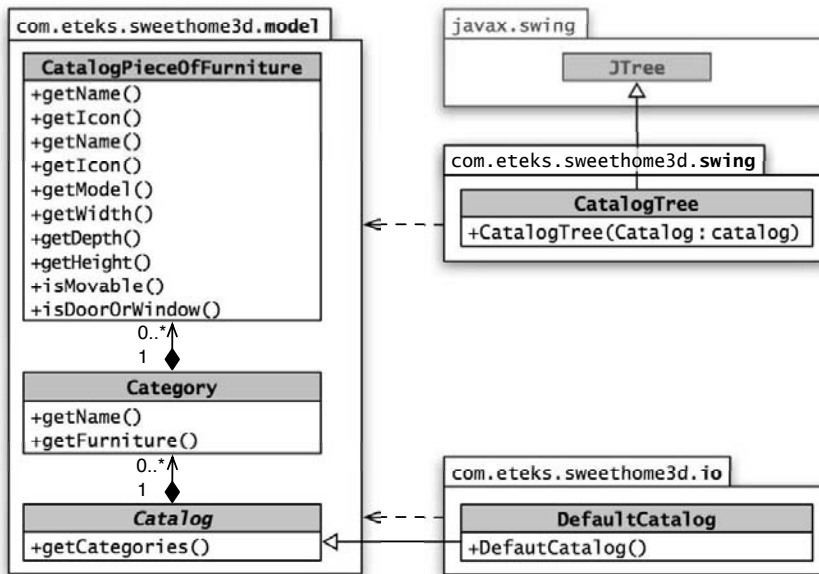 com.eteks.sweethome3d.model
CatalogPieceOfFurniture
+getName()
+getIcon()
+getName()
+getIcon()
+getModel()
+getWidth()
+getDepth()
+getHeight()
+isMovable()
+isDoorOrWindow()
0..*
1
Category
+getName()
+getFurniture()
0..*
1
Catalog
+getCategories()
javax.swing
JTree
com.eteks.sweethome3d.swing
CatalogTree
+CatalogTree(Catalog : catalog)
com.eteks.sweethome3d.io
DefaultCatalog
+DefautCatalog()